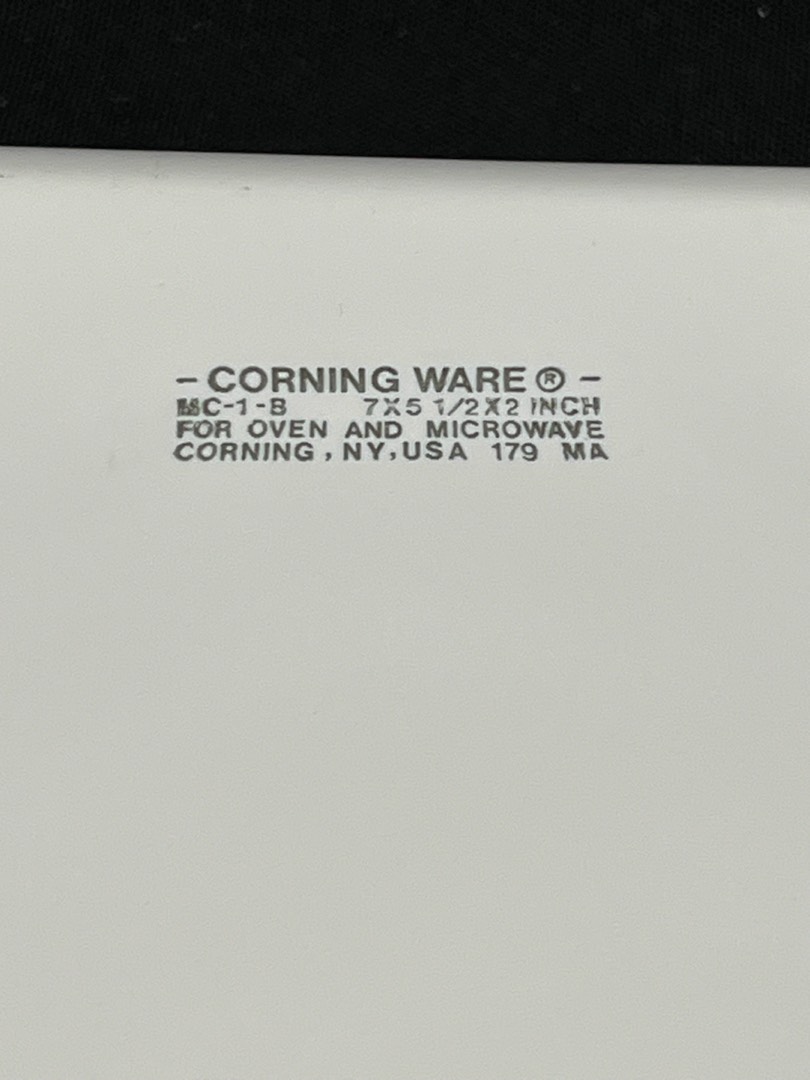 - CORNING WARE ® -
MC-1-B 7X5 1/2X2 INCH
FOR OVEN AND MICROWAVE
CORNING, NY, USA 179 MA